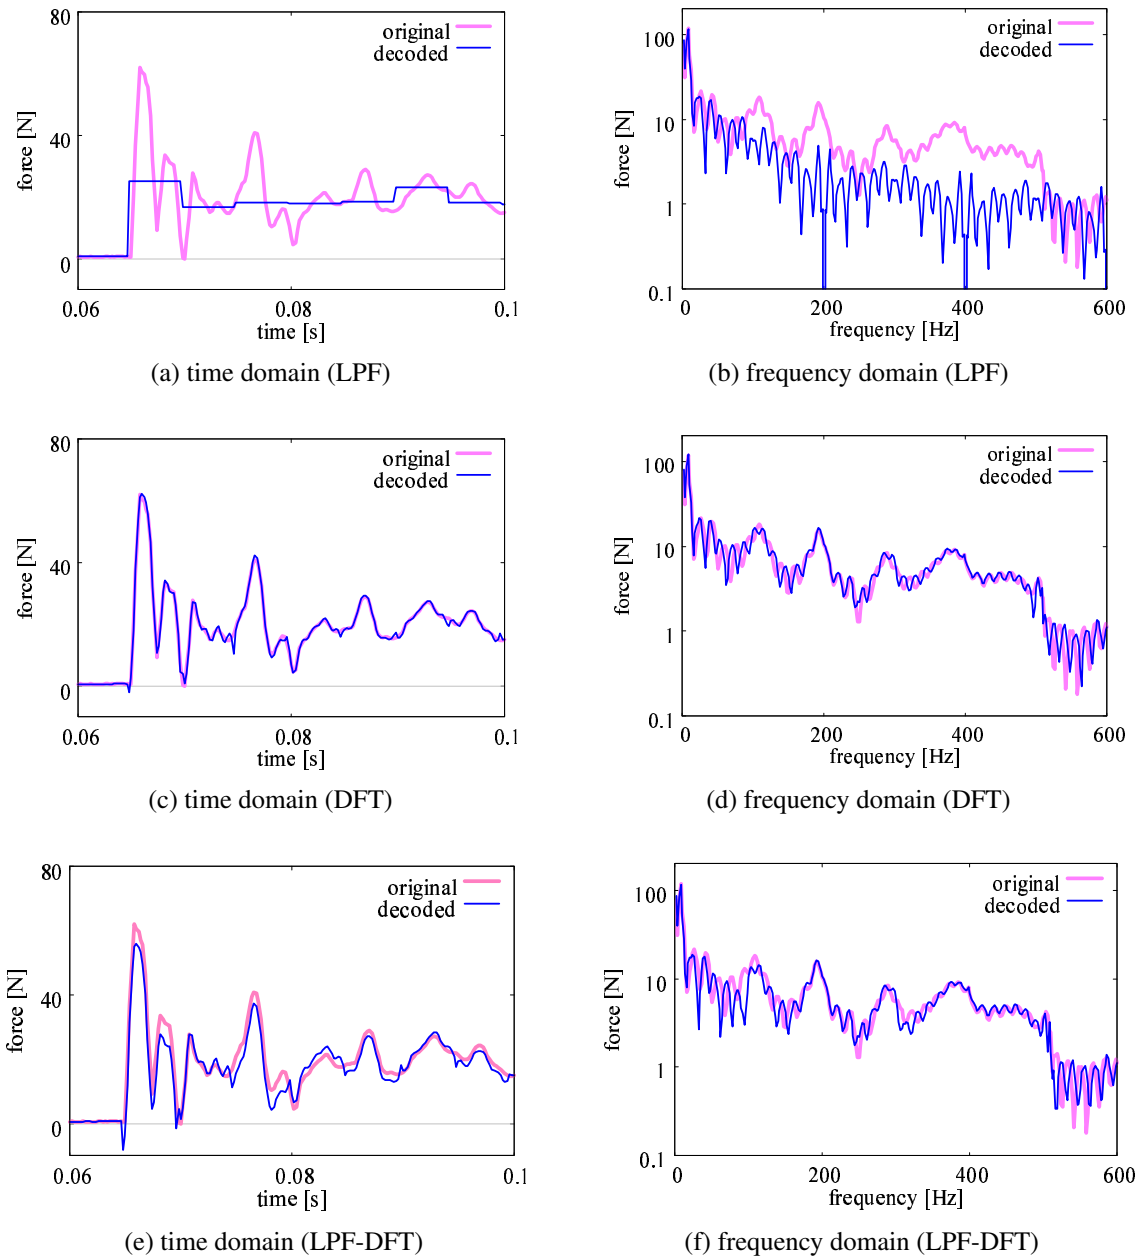 80
original
decoded
40
force [N]
0
0.06
0.08
0.1
time [s]
(a) time domain (LPF)
100
original
decoded
10
force [N]
1
0.1
0
200
400
600
frequency [Hz]
(b) frequency domain (LPF)
80
original
decoded
40
force [N]
0
0.06
0.08
0.1
time [s]
(c) time domain (DFT)
100
original
decoded
10
force [N]
1
0.1
0
200
400
600
frequency [Hz]
(d) frequency domain (DFT)
80
original
decoded
40
force [N]
0
0.06
0.08
0.1
time [s]
(e) time domain (LPF-DFT)
100
original
decoded
10
force [N]
1
0.1
0
200
400
600
frequency [Hz]
(f) frequency domain (LPF-DFT)